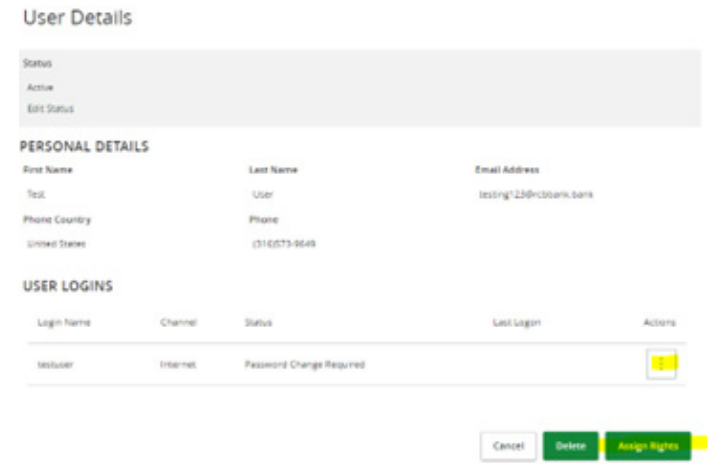 User Details
Status
Active
Edit Status
PERSONAL DETAILS
First Name Last Name Email Address
Test User testing123@rcbbank.bank
Phone Country Phone
United States (316)573-9649
USER LOGINS
Login Name Channel Status Last Logon Actions
testuser Internet Password Change Required
Cancel Delete Assign Rights